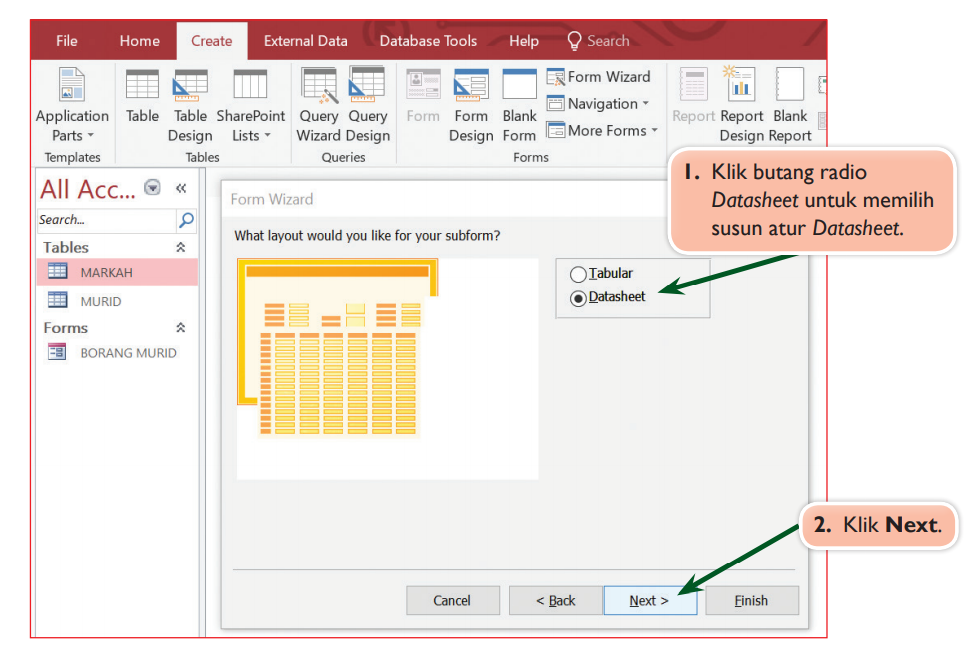 File Home Create External Data Database Tools Help Search
Application Parts
Table
Table Design
SharePoint Lists
Query Wizard
Query Design
Form
Form Design
Blank Form
Form Wizard
Navigation
More Forms
Report
Report Design
Blank Report
Templates Tables Queries Forms
All Acc... «
Search...
Tables
MARKAH
MURID
Forms
BORANG MURID
Form Wizard
What layout would you like for your subform?
Tabular
Datasheet
1. Klik butang radio
Datasheet untuk memilih
susun atur Datasheet.
2. Klik Next.
Cancel < Back Next > Finish